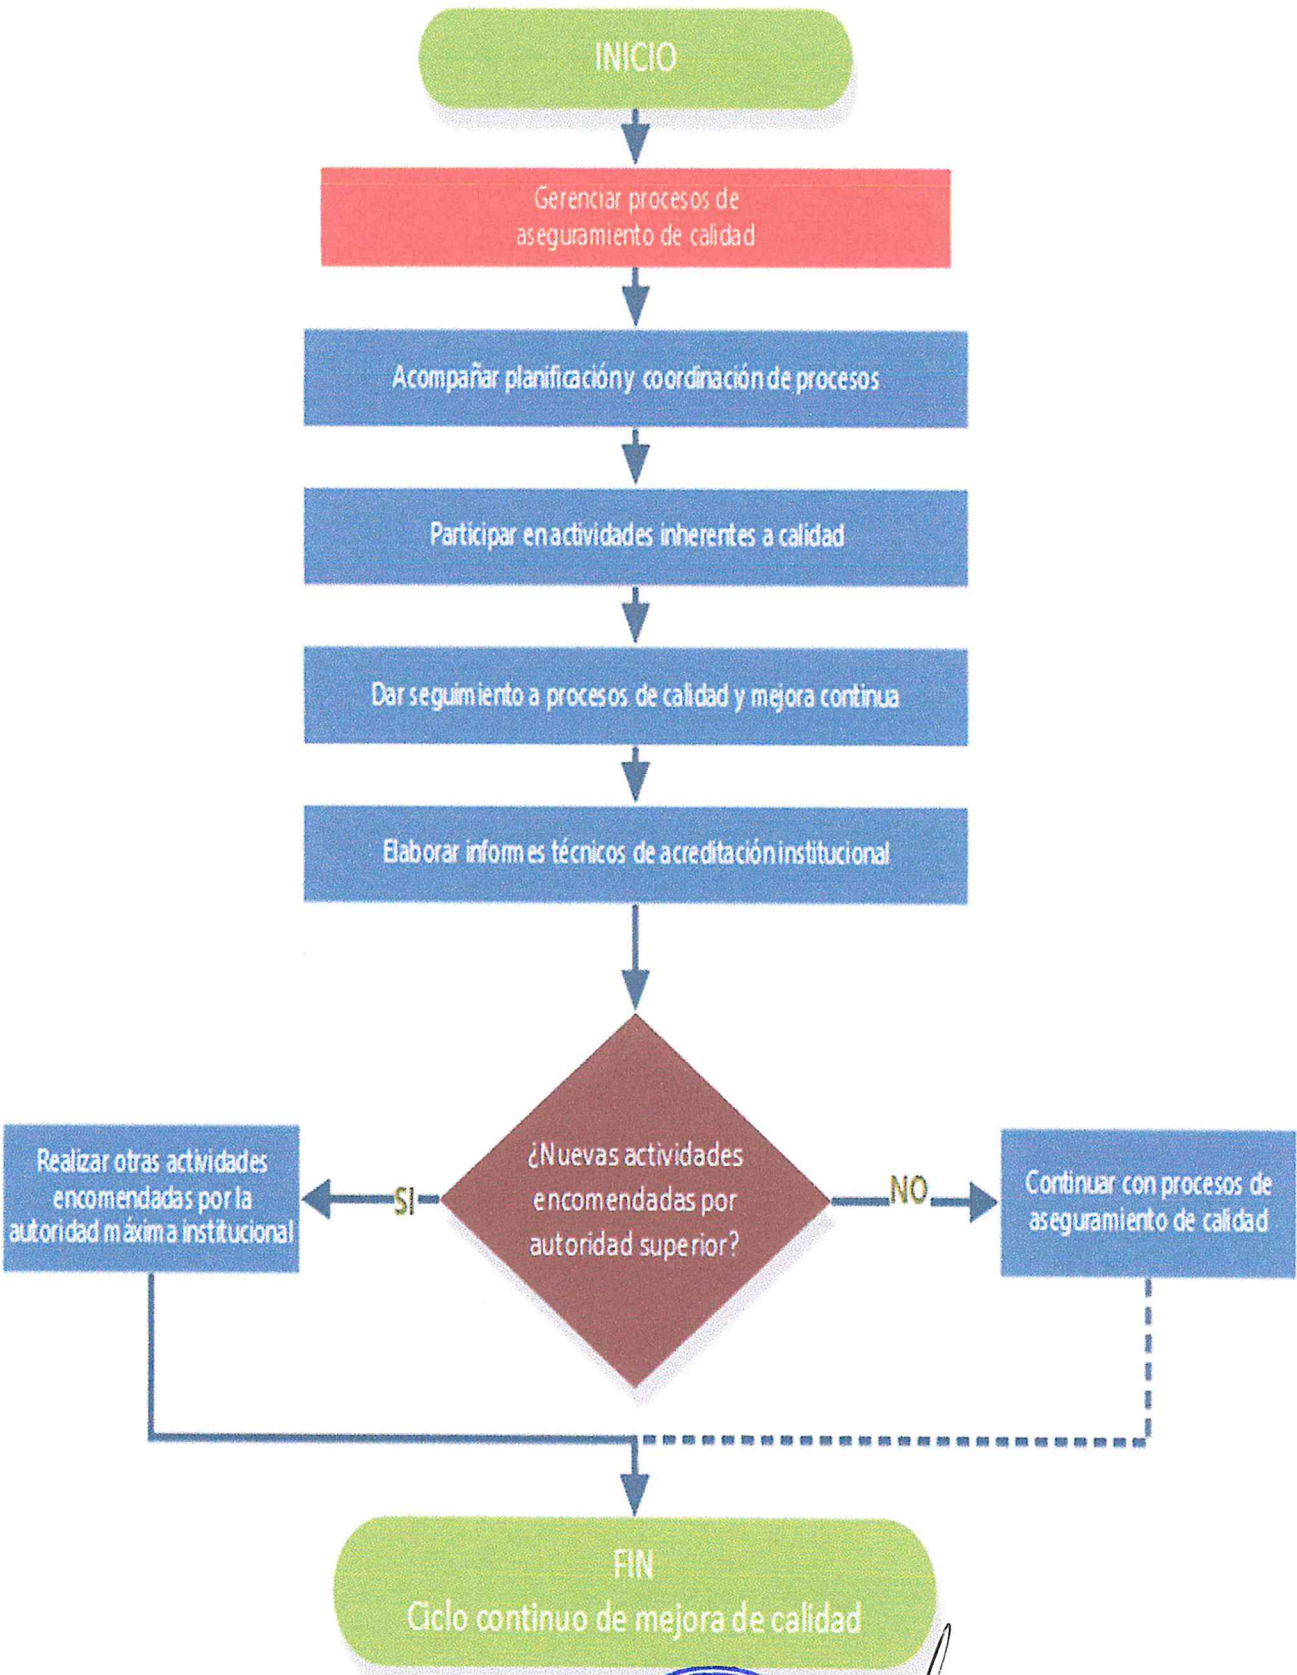 INICIO
Gerenciar procesos de
aseguramiento de calidad
Acompañar planificación y coordinación de procesos
Participar en actividades inherentes a calidad
Dar seguimiento a procesos de calidad y mejora continua
Elaborar informes técnicos de acreditación institucional
¿Nuevas actividades
encomendadas por
autoridad superior?
SI
NO
Realizar otras actividades
encomendadas por la
autoridad máxima institucional
Continuar con procesos de
aseguramiento de calidad
FIN
Ciclo continuo de mejora de calidad